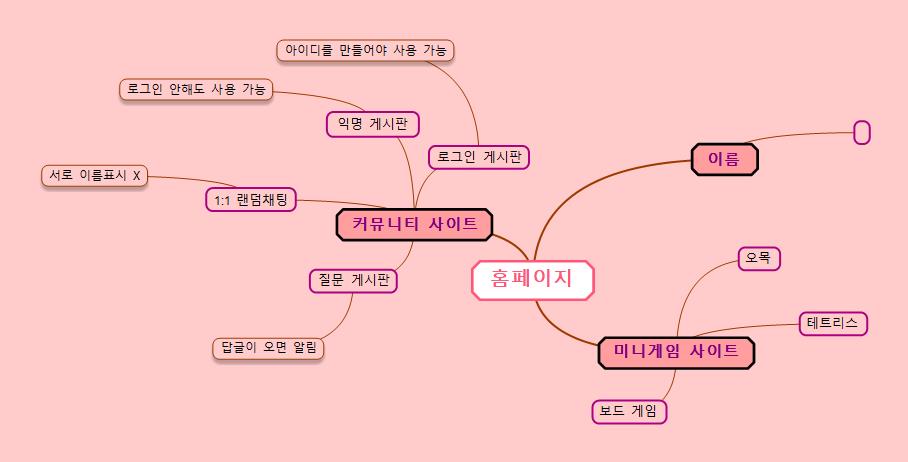 아이디를 만들어야 사용 가능
로그인 안해도 사용 가능
익명 게시판
로그인 게시판
이름
서로 이름표시 X
1:1 랜덤채팅
커뮤니티 사이트
홈페이지
오목
질문 게시판
테트리스
답글이 오면 알림
미니게임 사이트
보드 게임